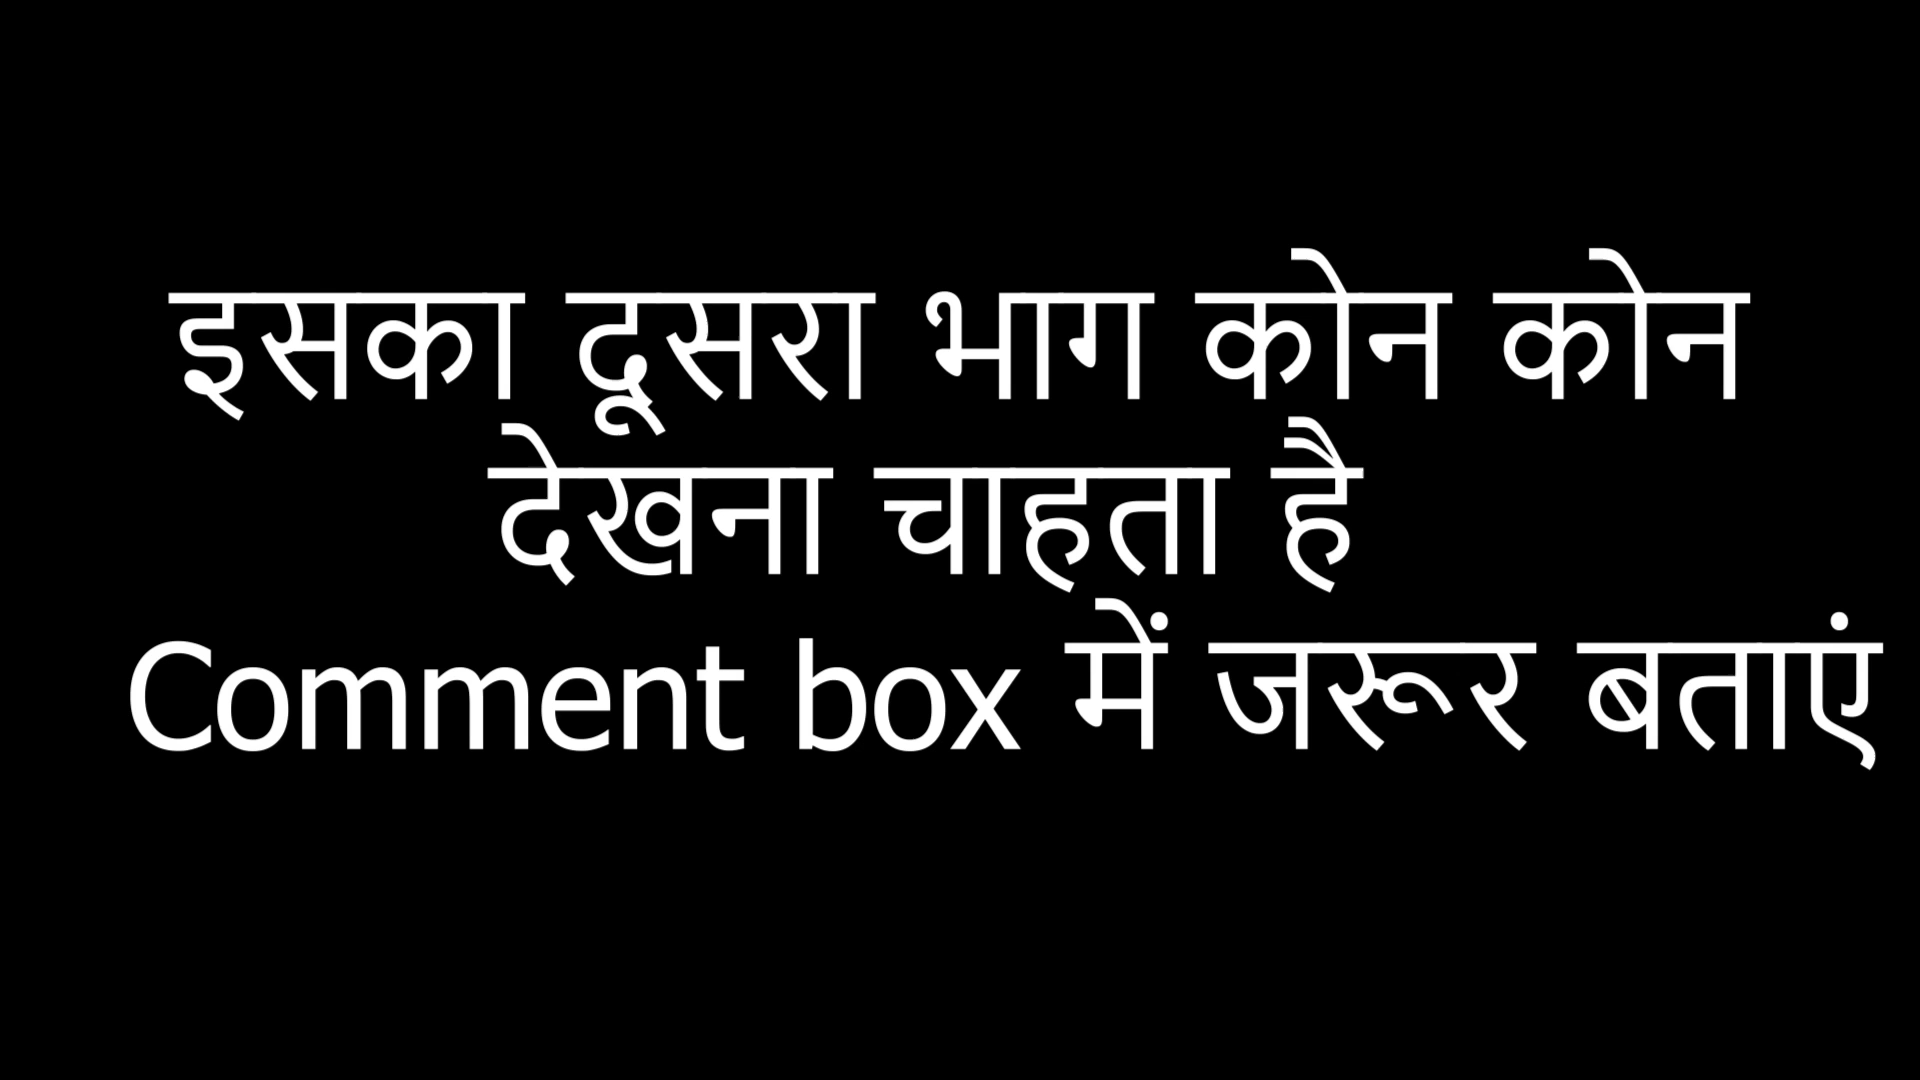 इसका दूसरा भाग कोन कोन
देखना चाहता है
Comment box में जरूर बताएं